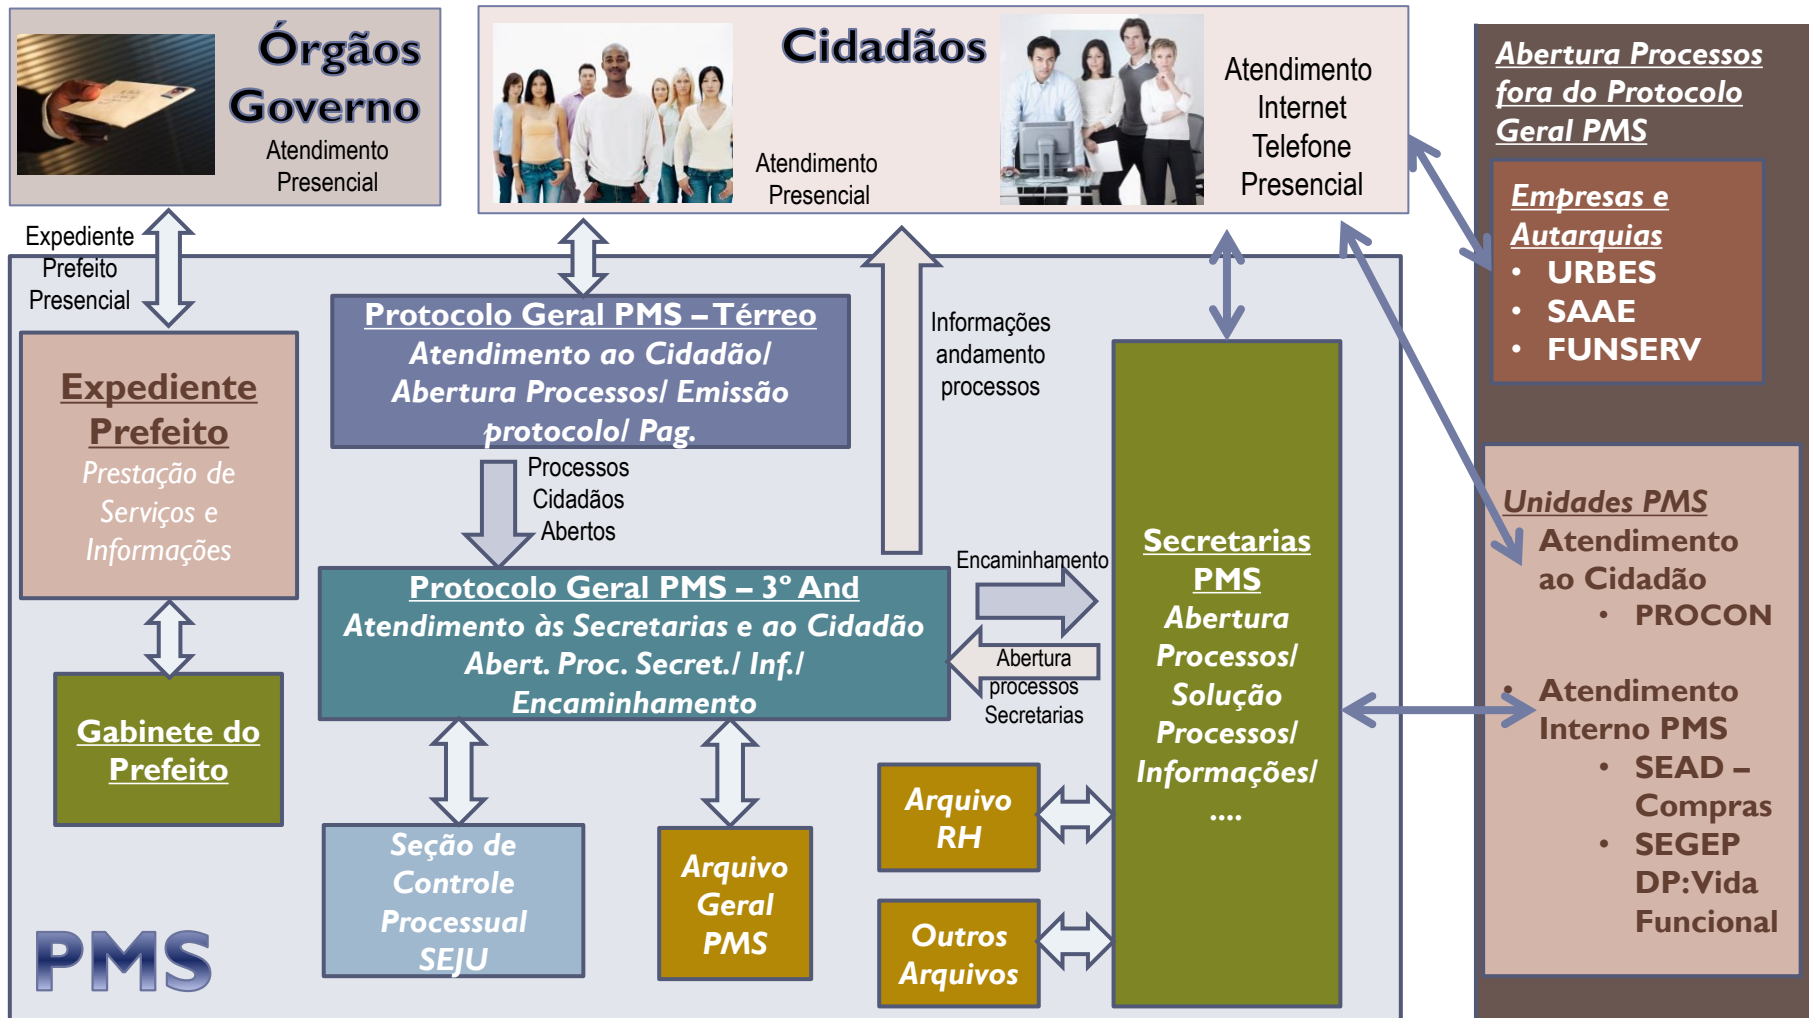 Órgãos
Governo
Atendimento
Presencial
Cidadãos
Atendimento
Presencial
Atendimento
Internet
Telefone
Presencial
Abertura Processos
fora do Protocolo
Geral PMS
Empresas e
Autarquias
• URBES
• SAAE
• FUNSERV
Expediente
Prefeito
Presencial
Expediente
Prefeito
Prestação de
Serviços e
Informações
Gabinete do
Prefeito
Protocolo Geral PMS – Térreo
Atendimento ao Cidadão/
Abertura Processos/ Emissão
protocolo/ Pag.
Processos
Cidadãos
Abertos
Informações
andamento
processos
Protocolo Geral PMS – 3º And
Atendimento às Secretarias e ao Cidadão
Abert. Proc. Secret./ Inf./
Encaminhamento
Encaminhamento
Abertura
processos
Secretarias
Secretarias
PMS
Abertura
Processos/
Solução
Processos/
Informações/
....
Seção de
Controle
Processual
SEJU
Arquivo
Geral
PMS
Arquivo
RH
Outros
Arquivos
Unidades PMS
Atendimento
ao Cidadão
• PROCON
• Atendimento
Interno PMS
• SEAD –
Compras
• SEGEP
DP:Vida
Funcional
PMS